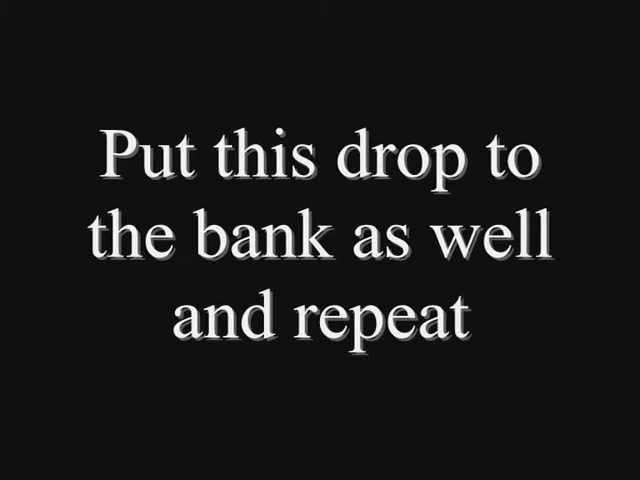 Put this drop to
the bank as well
and repeat